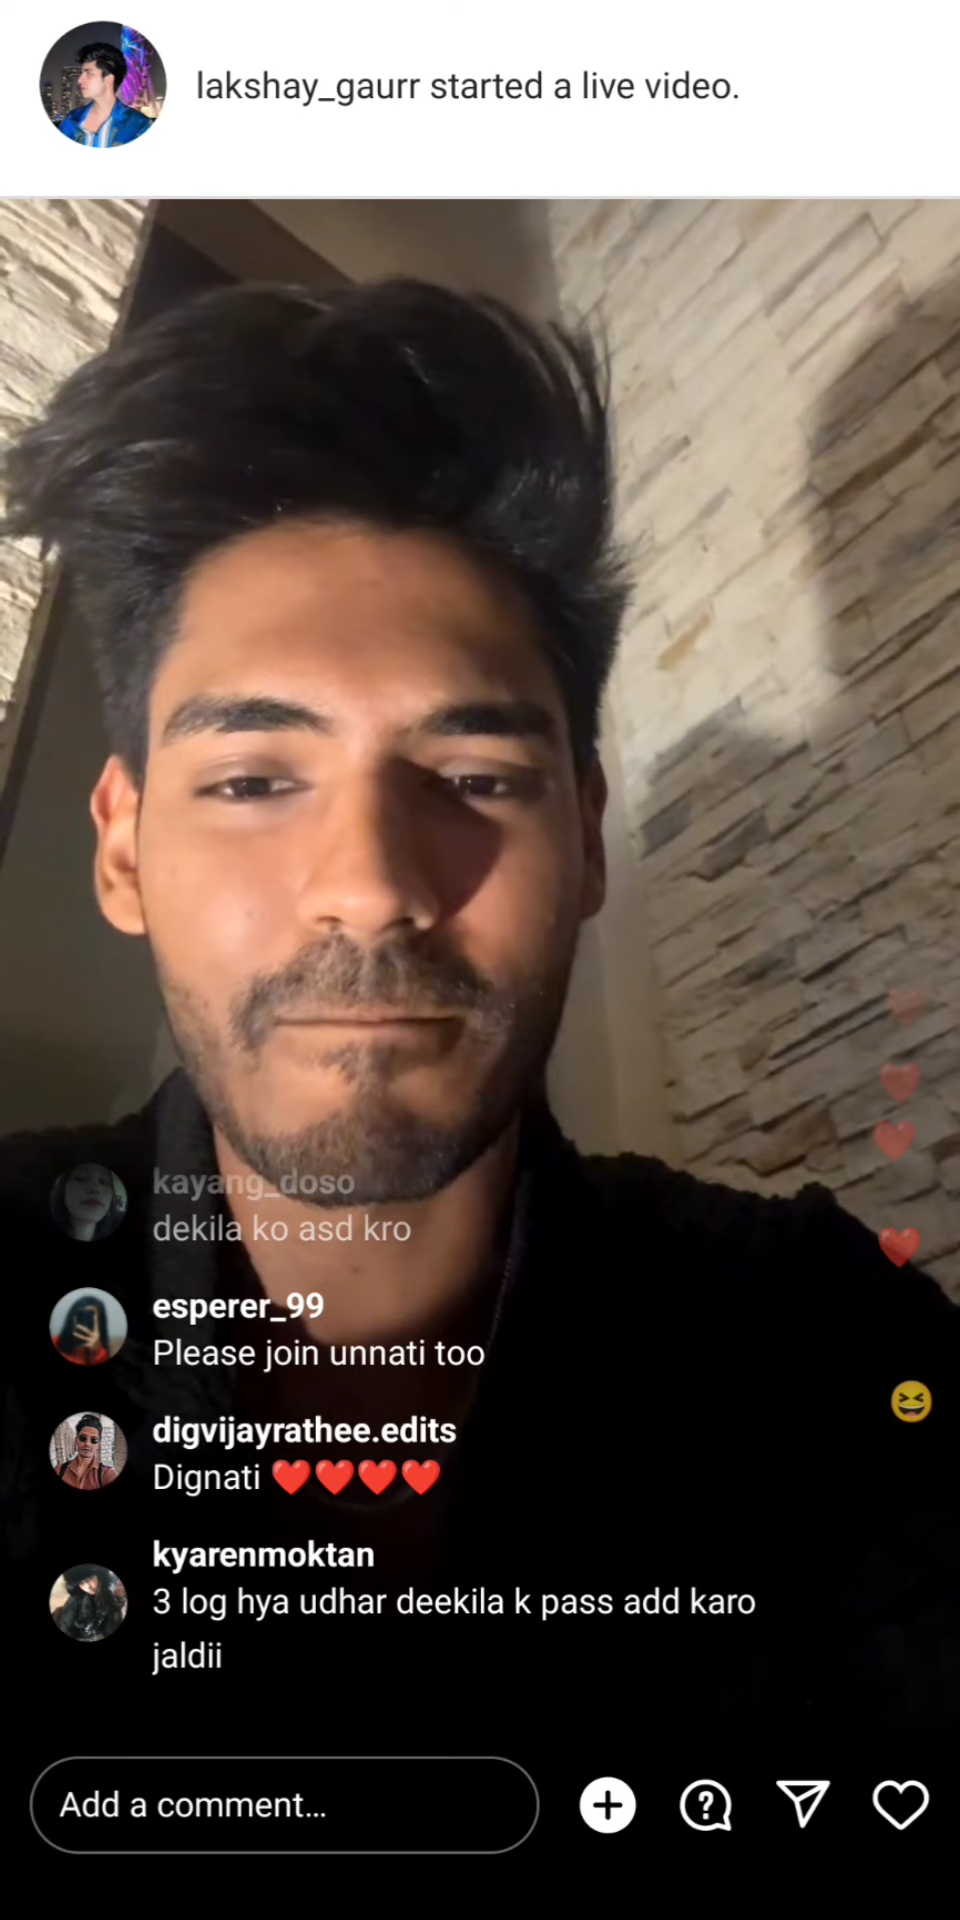 lakshay_gaurr started a live video.
kayang_doso
dekila ko asd kro
esperer_99
Please join unnati too
digvijayrathee.edits
Dignati ❤️❤️❤️❤️
kyarenmoktan
3 log hya udhar deekila k pass add karo
jaldii
Add a comment...